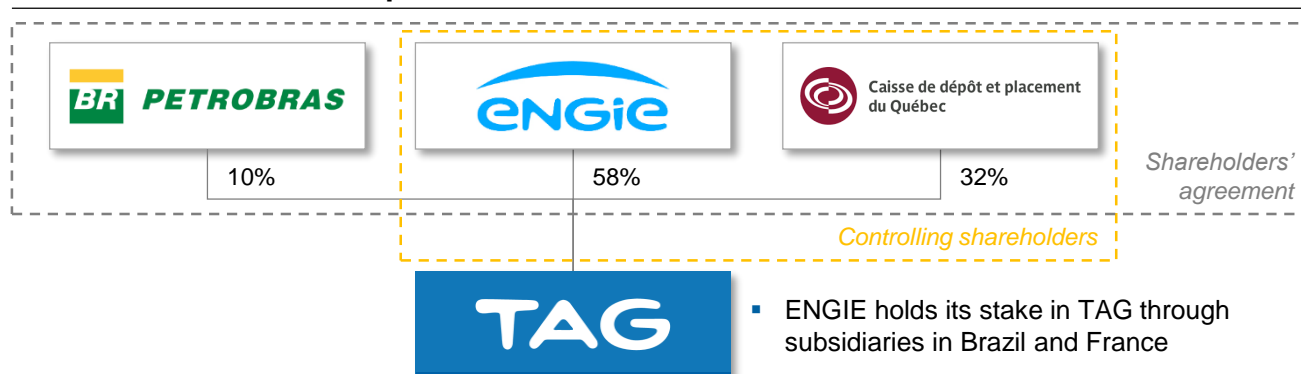 BR PETROBRAS
ENGIE
Caisse de dépôt et placement
du Québec
10%
58%
32%
Shareholders'
agreement
Controlling shareholders
TAG
▪ ENGIE holds its stake in TAG through
subsidiaries in Brazil and France